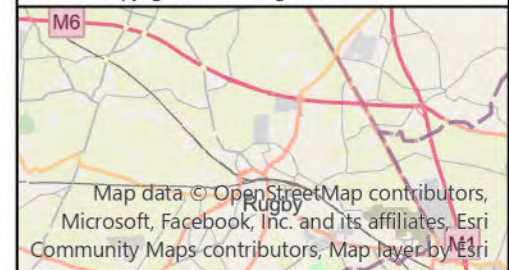 M6
Map data © OpenStreetMap contributors,
Rugby
Microsoft, Facebook, Inc. and its affiliates, Esri
M1
Community Maps contributors, Map layer by Esri